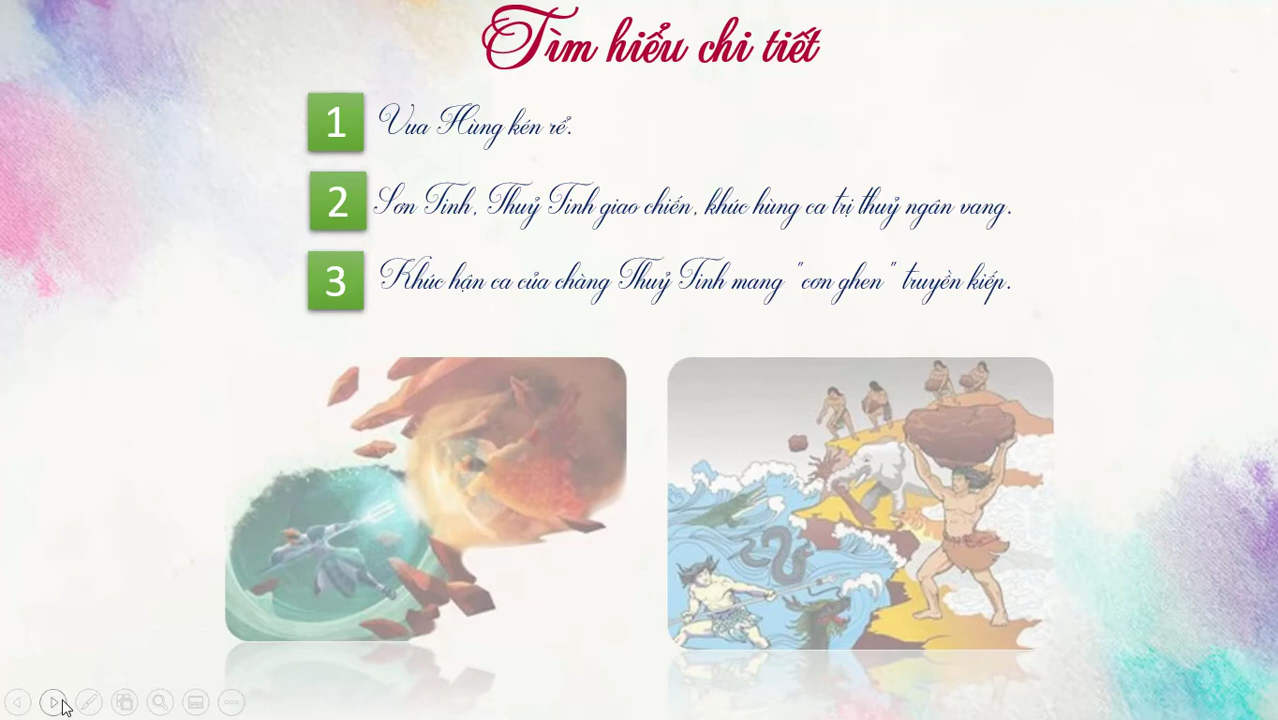 Tìm hiểu chi tiết
1 Vua Hùng kén rể.
2 Sơn Tinh, Thuỷ Tinh giao chiến, khúc hùng ca trị thuỷ ngân vang.
3 Khúc hận ca của chàng Thuỷ Tinh mang "cơn ghen" truyền kiếp.